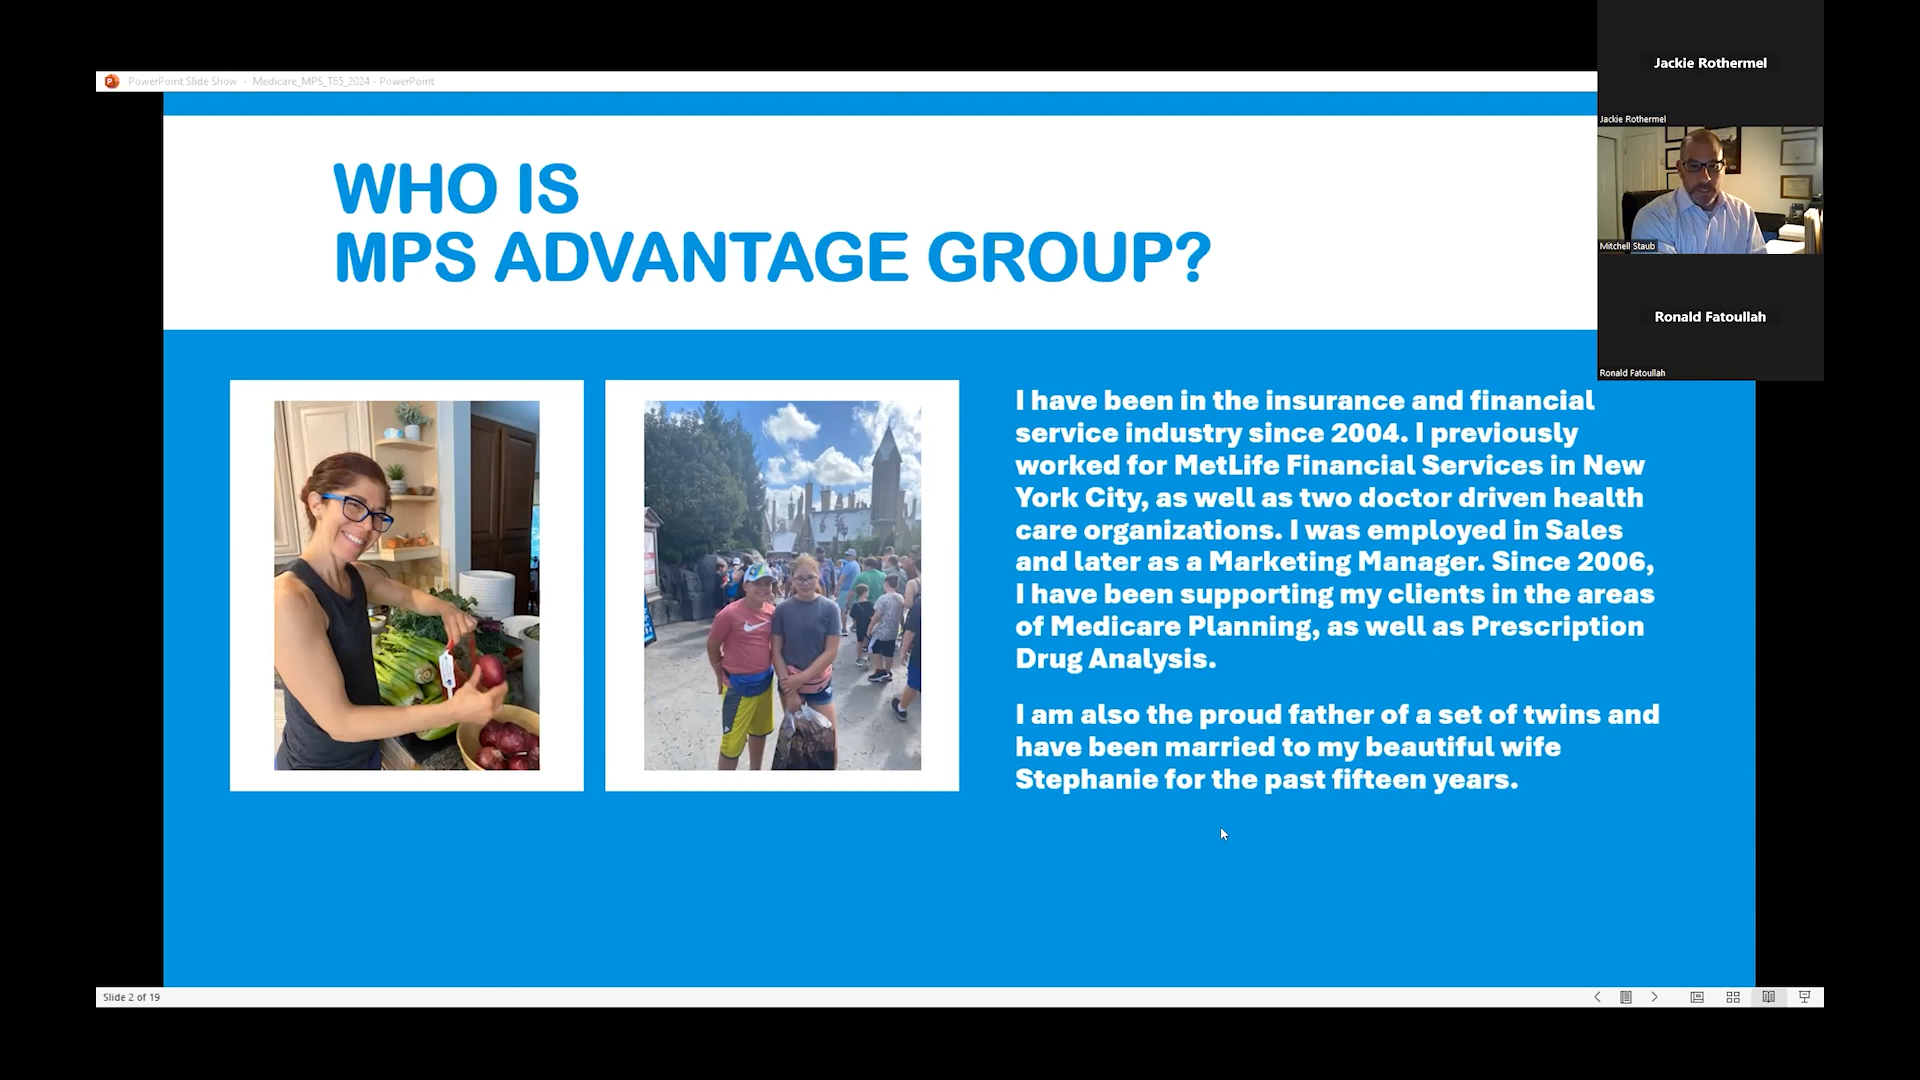 PowerPoint Slide Show - Medicare_MPS_T65_2024 - PowerPoint
WHO IS
MPS ADVANTAGE GROUP?
I have been in the insurance and financial
service industry since 2004. I previously
worked for MetLife Financial Services in New
York City, as well as two doctor driven health
care organizations. I was employed in Sales
and later as a Marketing Manager. Since 2006,
I have been supporting my clients in the areas
of Medicare Planning, as well as Prescription
Drug Analysis.
I am also the proud father of a set of twins and
have been married to my beautiful wife
Stephanie for the past fifteen years.
Jackie Rothermel
Jackie Rothermel
Mitchell Staub
Ronald Fatoullah
Ronald Fatoullah
Slide 2 of 19